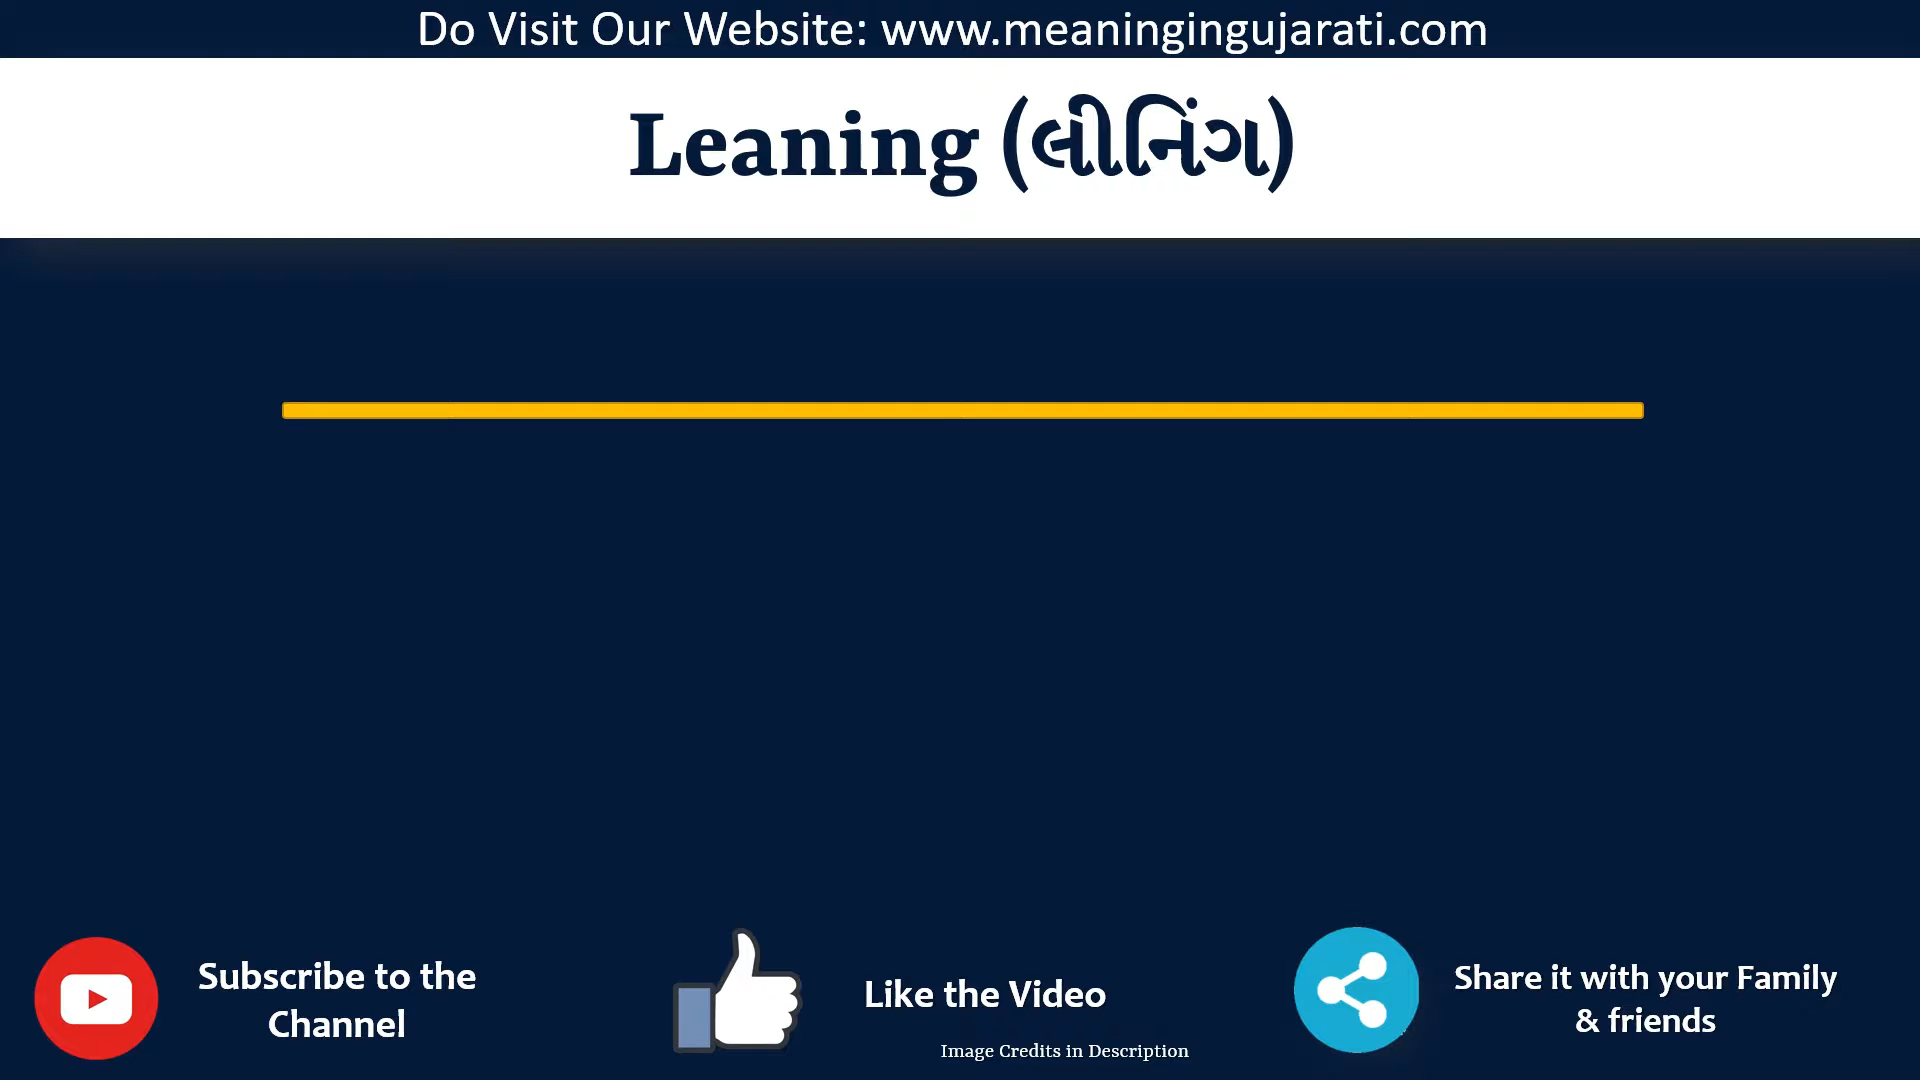 Do Visit Our Website: www.meaningingujarati.com
Leaning (લીનિંગ)
Subscribe to the
Channel
Like the Video
Share it with your Family
& friends
Image Credits in Description